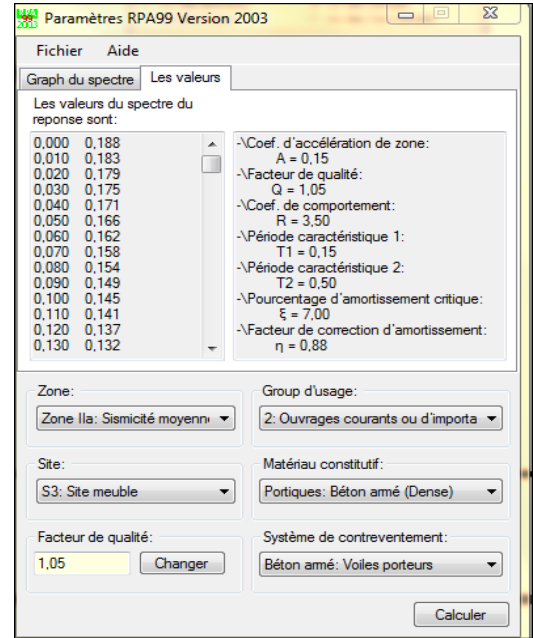 RPA 99 2003 Paramètres RPA99 Version 2003
Fichier Aide
Graph du spectre Les valeurs
Les valeurs du spectre du
reponse sont:
0,000 0,188
0,010 0,183
0,020 0,179
0,030 0,175
0,040 0,171
0,050 0,166
0,060 0,162
0,070 0,158
0,080 0,154
0,090 0,149
0,100 0,145
0,110 0,141
0,120 0,137
0,130 0,132
-\Coef. d'accélération de zone:
A = 0,15
-\Facteur de qualité:
Q = 1,05
-\Coef. de comportement:
R = 3,50
-\Période caractéristique 1:
T1 = 0,15
-\Période caractéristique 2:
T2 = 0,50
-\Pourcentage d'amortissement critique:
ξ = 7,00
-\Facteur de correction d'amortissement:
η = 0,88
Zone:
Zone IIa: Sismicité moyenn
Group d'usage:
2: Ouvrages courants ou d'importa
Site:
S3: Site meuble
Matériau constitutif:
Portiques: Béton armé (Dense)
Facteur de qualité:
1,05 Changer
Système de contreventement:
Béton armé: Voiles porteurs
Calculer